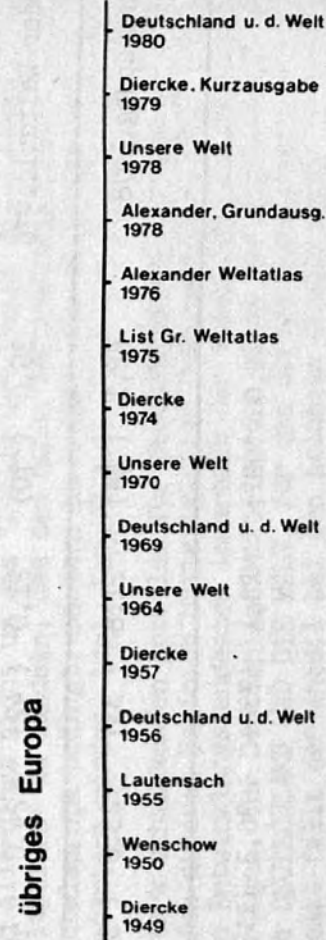 Deutschland u. d. Welt
1980
Diercke. Kurzausgabe
1979
Unsere Welt
1978
Alexander, Grundausg.
1978
Alexander Weltatlas
1976
List Gr. Weltatlas
1975
Diercke
1974
Unsere Welt
1970
Deutschland u. d. Welt
1969
Unsere Welt
1964
Diercke
1957
Deutschland u. d. Welt
1956
Lautensach
1955
Wenschow
1950
Diercke
1949
übriges Europa